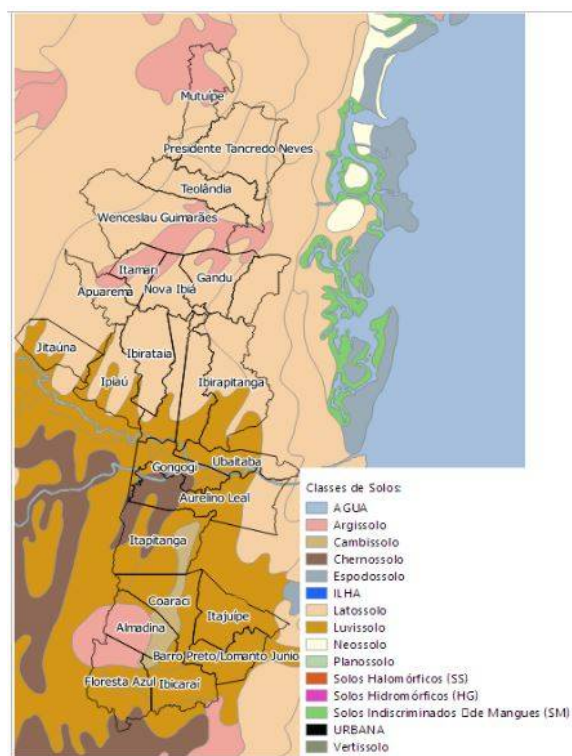 Mutuípe
Presidente Tancredo Neves
Teolândia
Wenceslau Guimarães
Itamari
Gandu
Apuarema
Nova Ibiá
Jitaúna
Ibirataia
Ipiaú
Ibirapitanga
Ubaitaba
Gongogi
Aurelino Leal
Itapitanga
Coaraci
Itajuípe
Almadina
Barro Preto/Lomanto Junio
Floresta Azul
Ibicaraí
Classes de Solos:
AGUA
Argissolo
Cambissolo
Chernossolo
Espodossolo
ILHA
Latossolo
Luvissolo
Neossolo
Planossolo
Solos Halomórficos (SS)
Solos Hidromórficos (HG)
Solos Indiscriminados □de Mangues (SM)
URBANA
Vertissolo